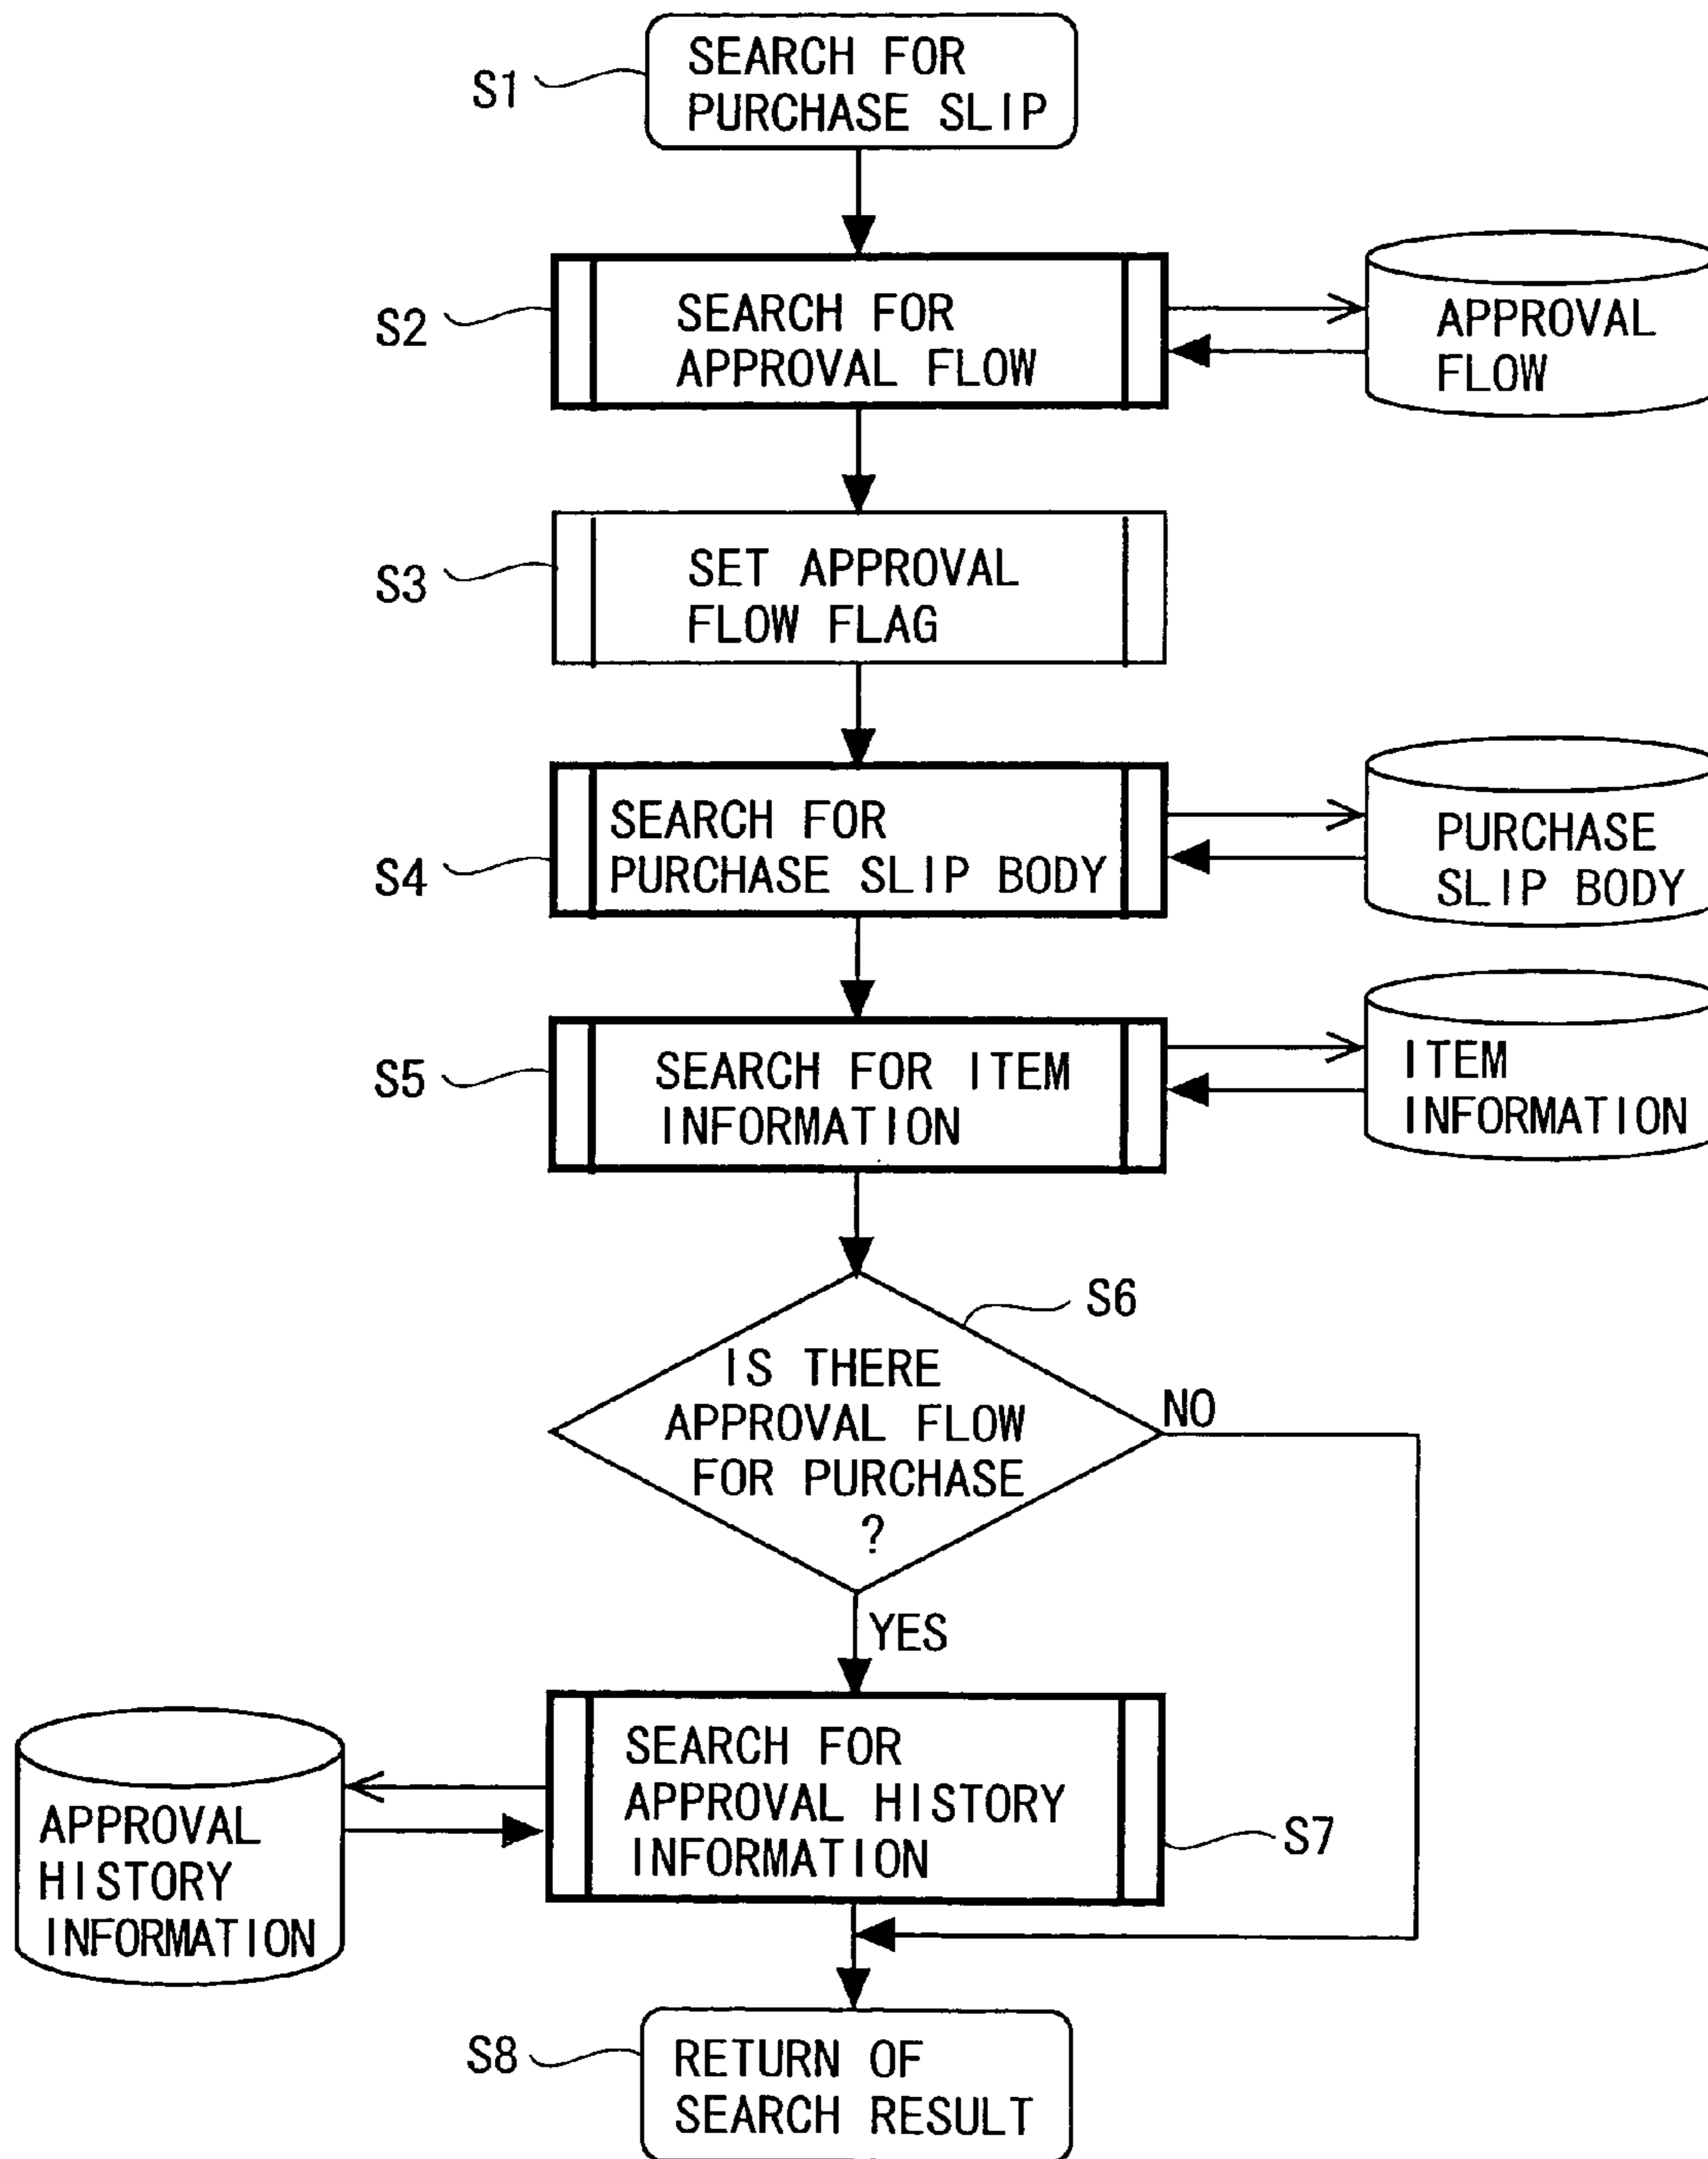 S1
SEARCH FOR
PURCHASE SLIP
S2
SEARCH FOR
APPROVAL FLOW
APPROVAL
FLOW
S3
SET APPROVAL
FLOW FLAG
S4
SEARCH FOR
PURCHASE SLIP BODY
PURCHASE
SLIP BODY
S5
SEARCH FOR ITEM
INFORMATION
ITEM
INFORMATION
S6
IS THERE
APPROVAL FLOW
FOR PURCHASE
?
NO
YES
APPROVAL
HISTORY
INFORMATION
SEARCH FOR
APPROVAL HISTORY
INFORMATION
S7
S8
RETURN OF
SEARCH RESULT